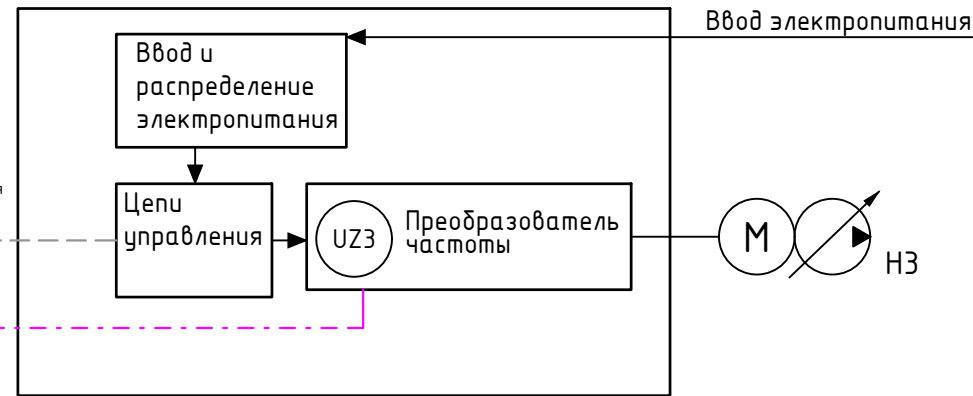 Ввод электропитания
Ввод и
распределение
электропитания
я
Цепи
управления
UZ3
Преобразователь
частоты
М
Н3